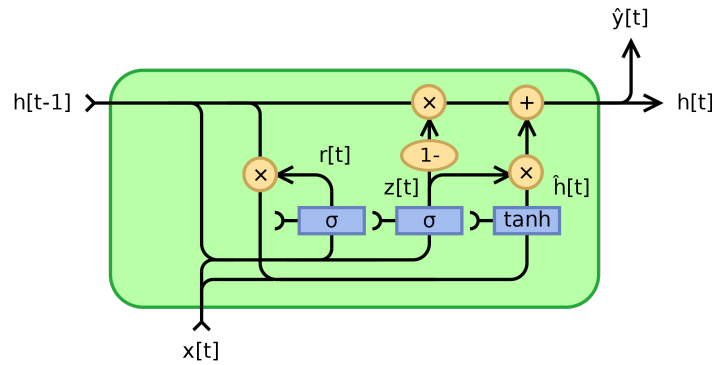 ŷ[t]
h[t-1]
×
+
h[t]
1-
r[t]
×
z[t]
×
ĥ[t]
σ
σ
tanh
x[t]